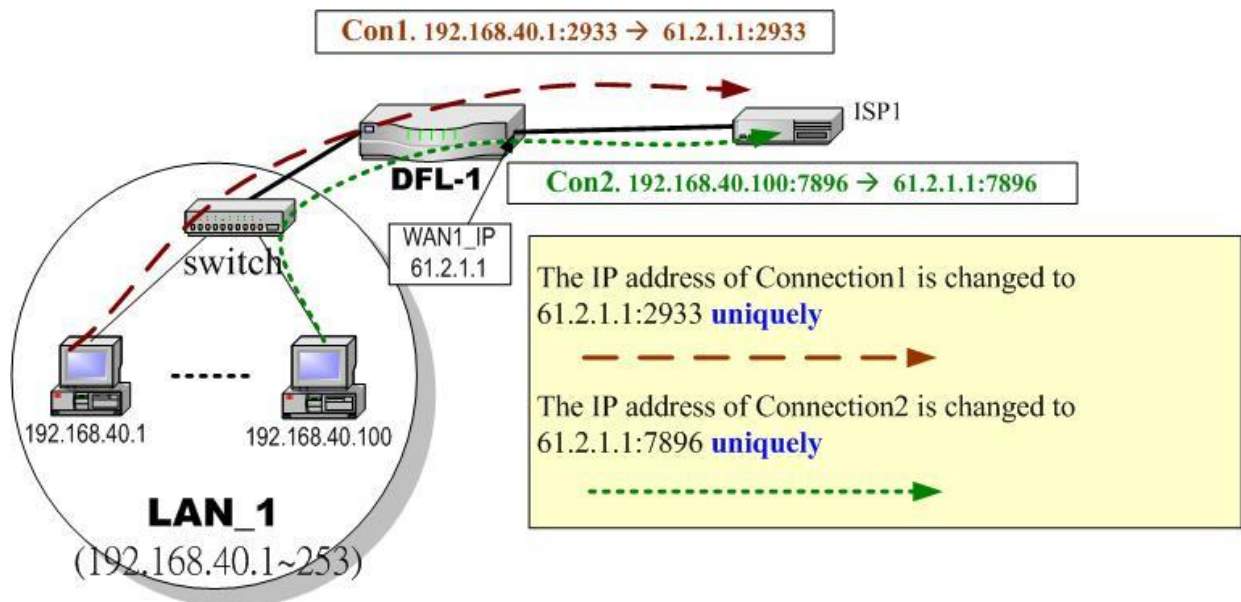 Con1. 192.168.40.1:2933 → 61.2.1.1:2933
ISP1
DFL-1
Con2. 192.168.40.100:7896 → 61.2.1.1:7896
WAN1_IP
61.2.1.1
switch
The IP address of Connection1 is changed to
61.2.1.1:2933 uniquely
The IP address of Connection2 is changed to
61.2.1.1:7896 uniquely
192.168.40.1
192.168.40.100
LAN_1
(192.168.40.1~253)